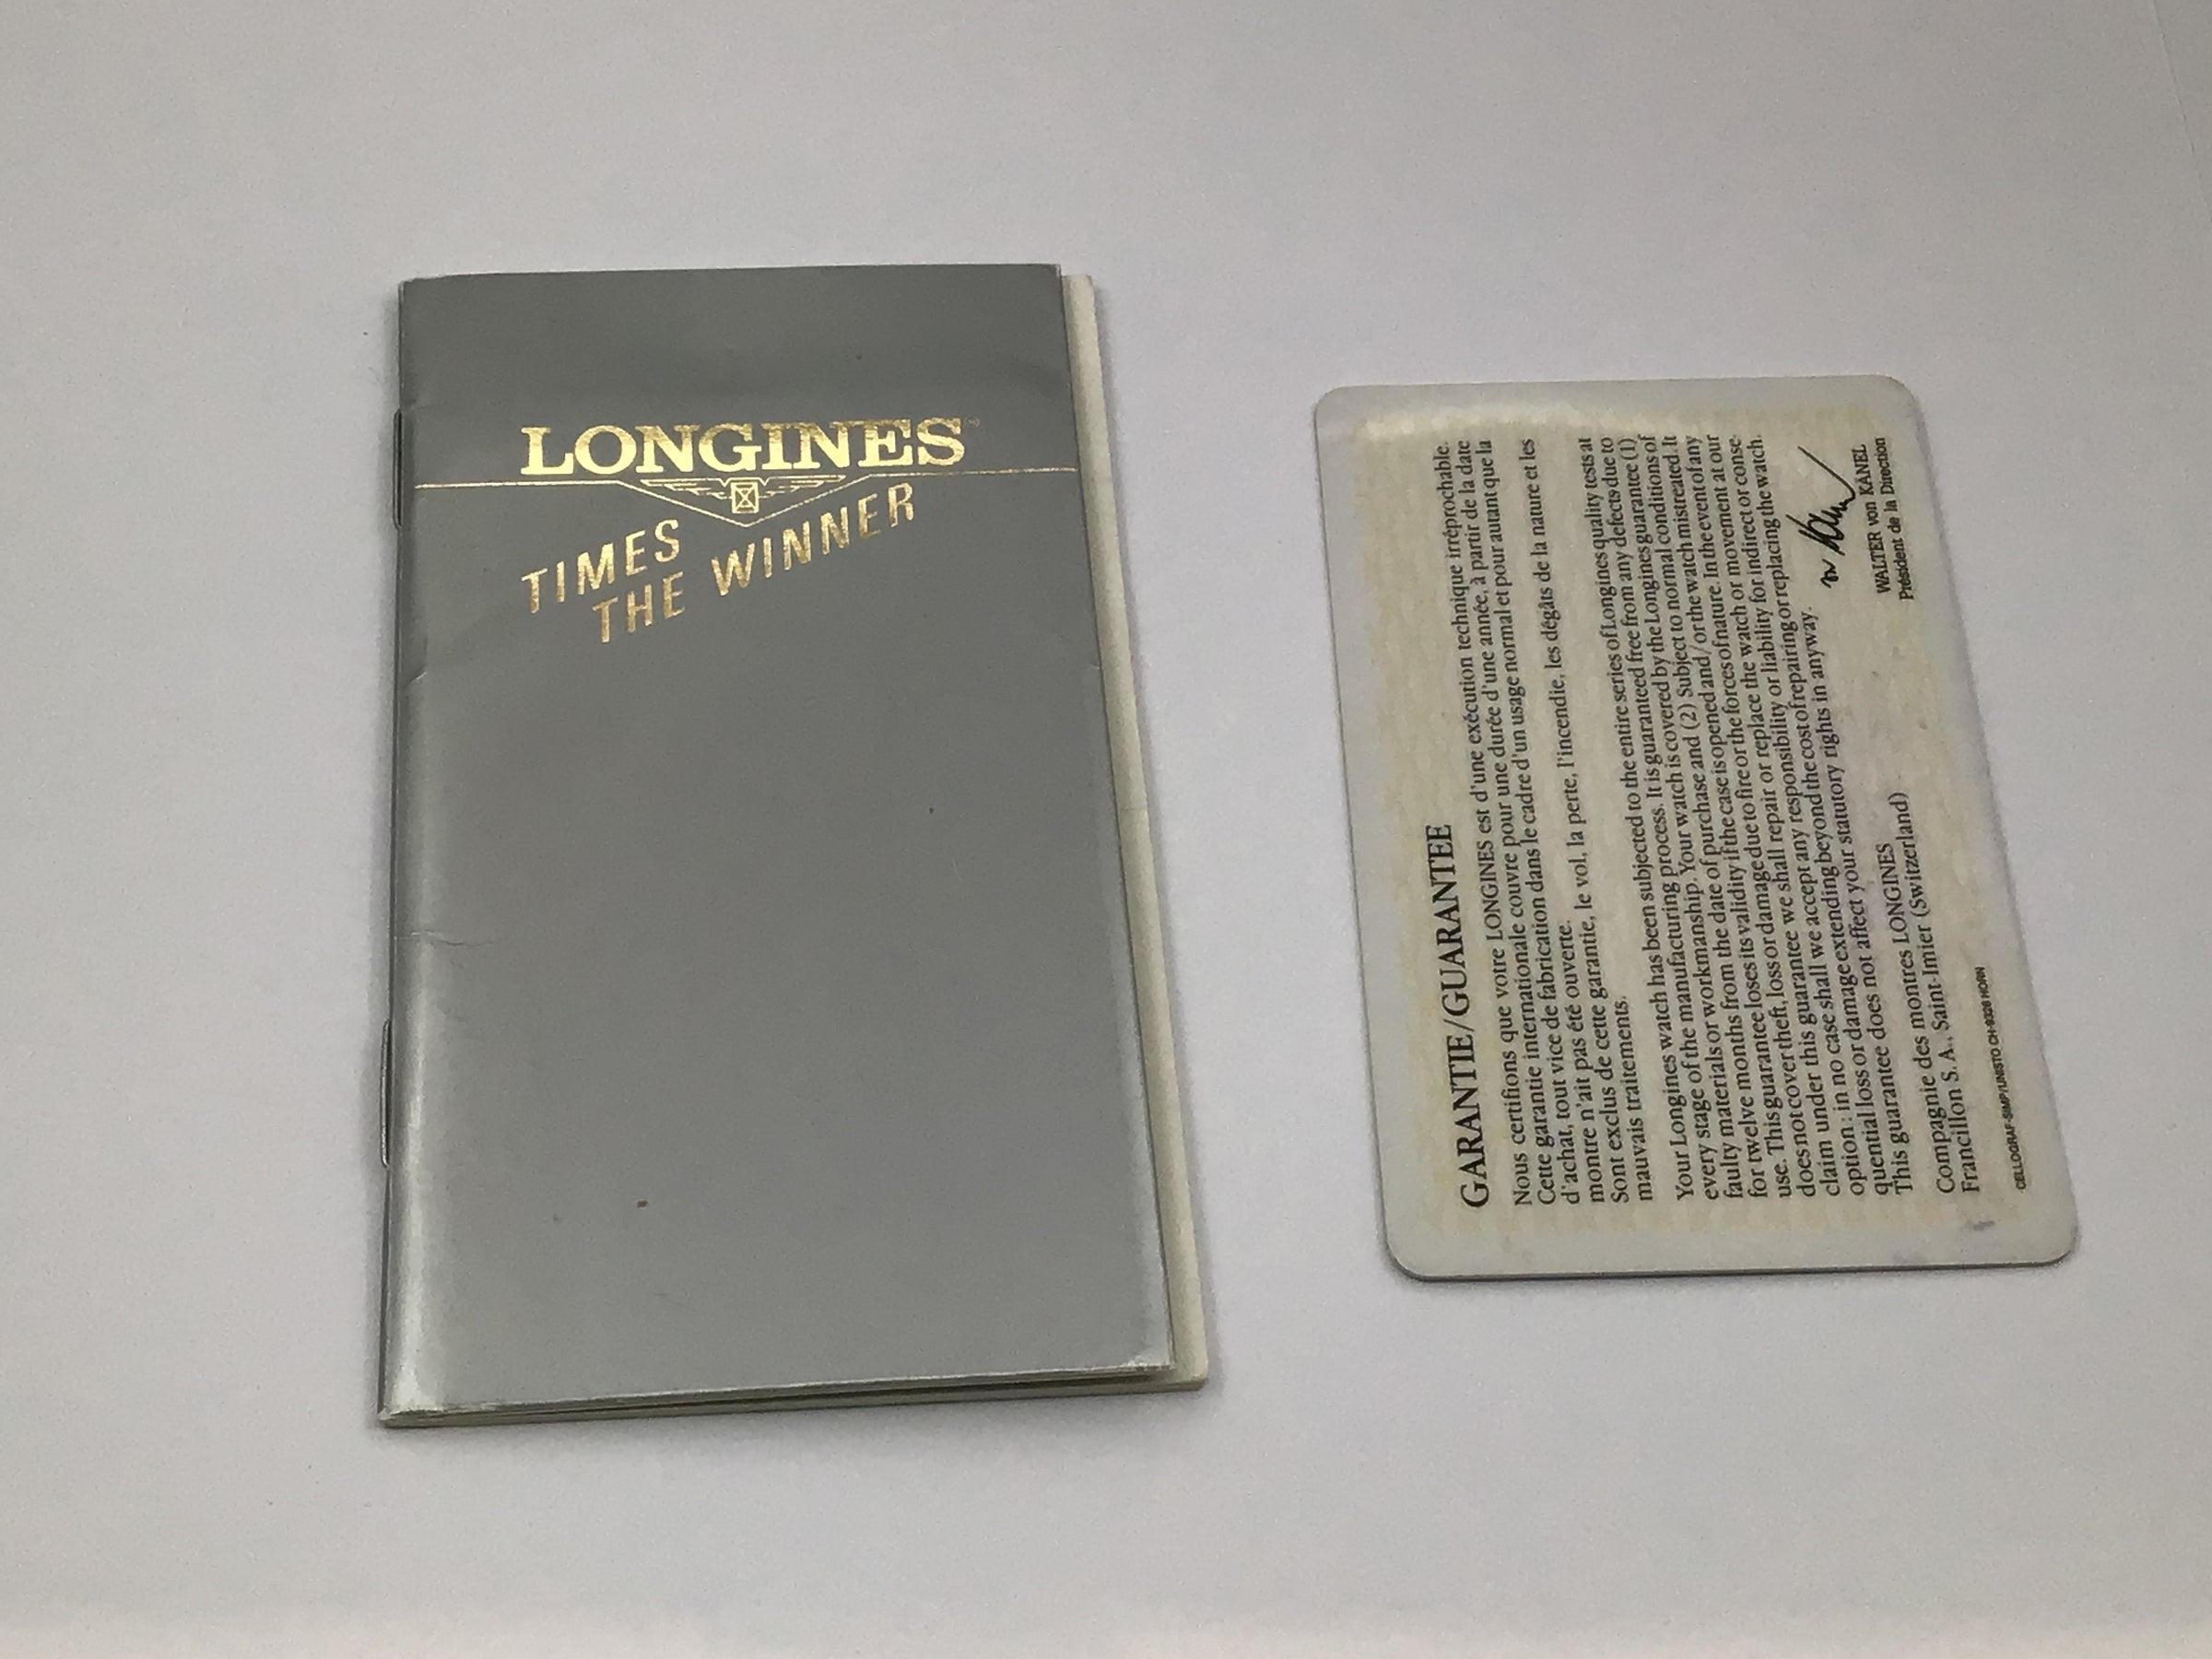 LONGINES
TIMES
THE WINNER
GARANTIE/GUARANTEE
Nous certifions que votre LONGINES est d'une exécution technique irréprochable.
Cette garantie internationale couvre pour une durée d'une année, à partir de la date
d'achat, tout vice de fabrication dans le cadre d'un usage normal et pour autant que la
montre n'ait pas été ouverte.
Sont exclus de cette garantie, le vol, la perte, l'incendie, les dégâts de la nature et les
mauvais traitements.
Your Longines watch has been subjected to the entire series of Longines quality tests at
every stage of the manufacturing process. It is guaranteed free from any defects due to
faulty materials or workmanship. Your watch is covered by the Longines guarantee (1)
for twelve months from the date of purchase and (2) Subject to normal conditions of
use. This guarantee loses its validity if the case is opened and/or the watch mistreated. It
does not cover theft, loss or damage due to fire or the forces of nature. In the event of any
claim under this guarantee we shall repair or replace the watch or movement at our
option: in no case shall we accept any responsibility or liability for indirect or conse-
quential loss or damage extending beyond the cost of repairing or replacing the watch.
This guarantee does not affect your statutory rights in anyway.
Compagnie des montres LONGINES
Francillon S.A., Saint-Imier (Switzerland)
WALTER von KÄNEL
Président de la Direction
CELLOGRAF-SIMP/UNISTO CH-9326 HORN